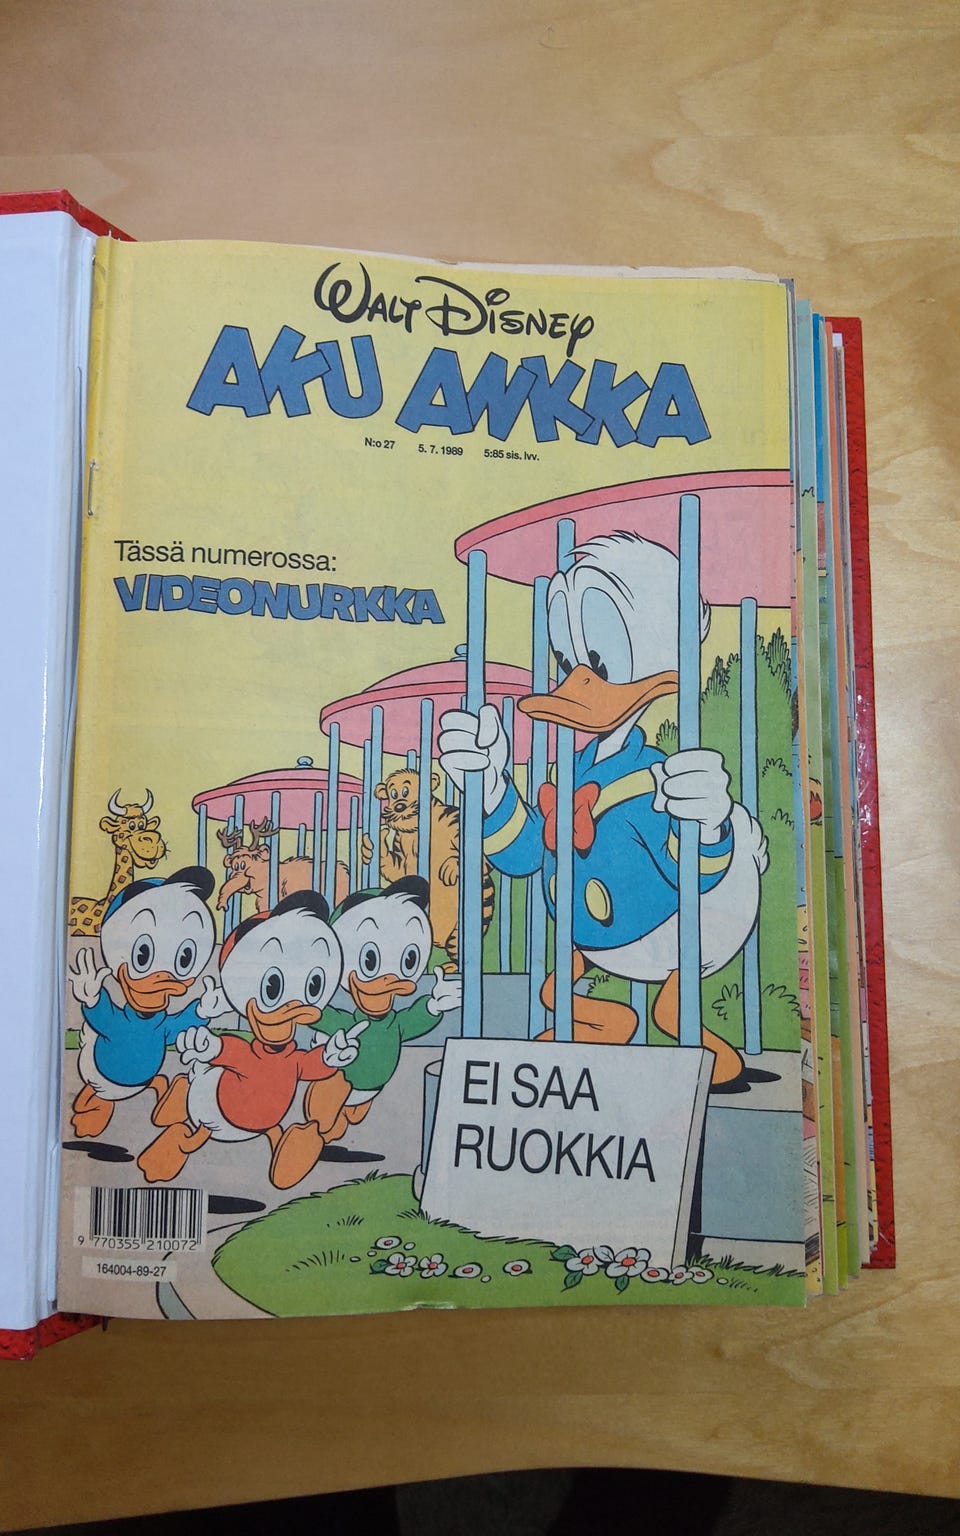 WALT DISNEY
AKU ANKKA
N:o 27 5. 7. 1989 5:85 sis. lvv.
Tässä numerossa:
VIDEONURKKA
EI SAA
RUOKKIA
9 770355 210072
164004-89-27